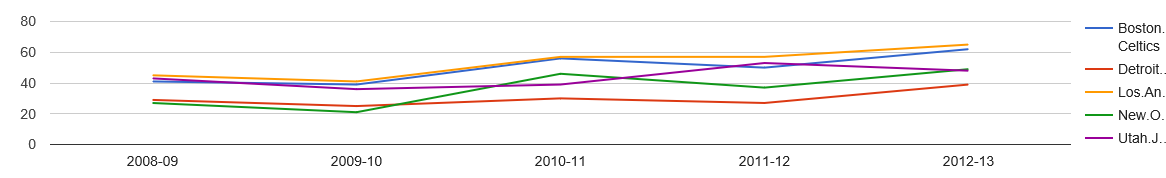 80
60
40
20
0
2008-09
2009-10
2010-11
2011-12
2012-13
Boston.
Celtics
Detroit..
Los.An.
New.O.
Utah.J..